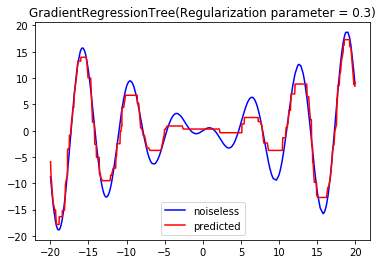 GradientRegressionTree(Regularization parameter = 0.3)
20
15
10
5
0
−5
−10
−15
−20
−20 −15 −10 −5 0 5 10 15 20
noiseless
predicted